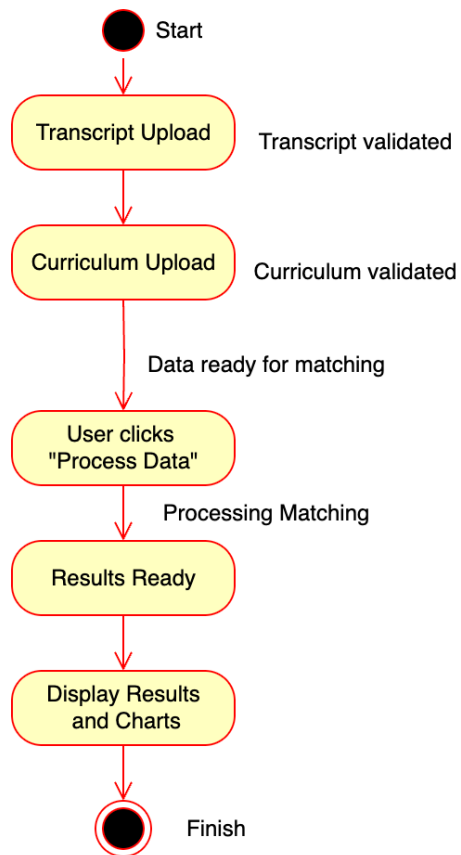 Start
Transcript Upload
Transcript validated
Curriculum Upload
Curriculum validated
Data ready for matching
User clicks
"Process Data"
Processing Matching
Results Ready
Display Results
and Charts
Finish